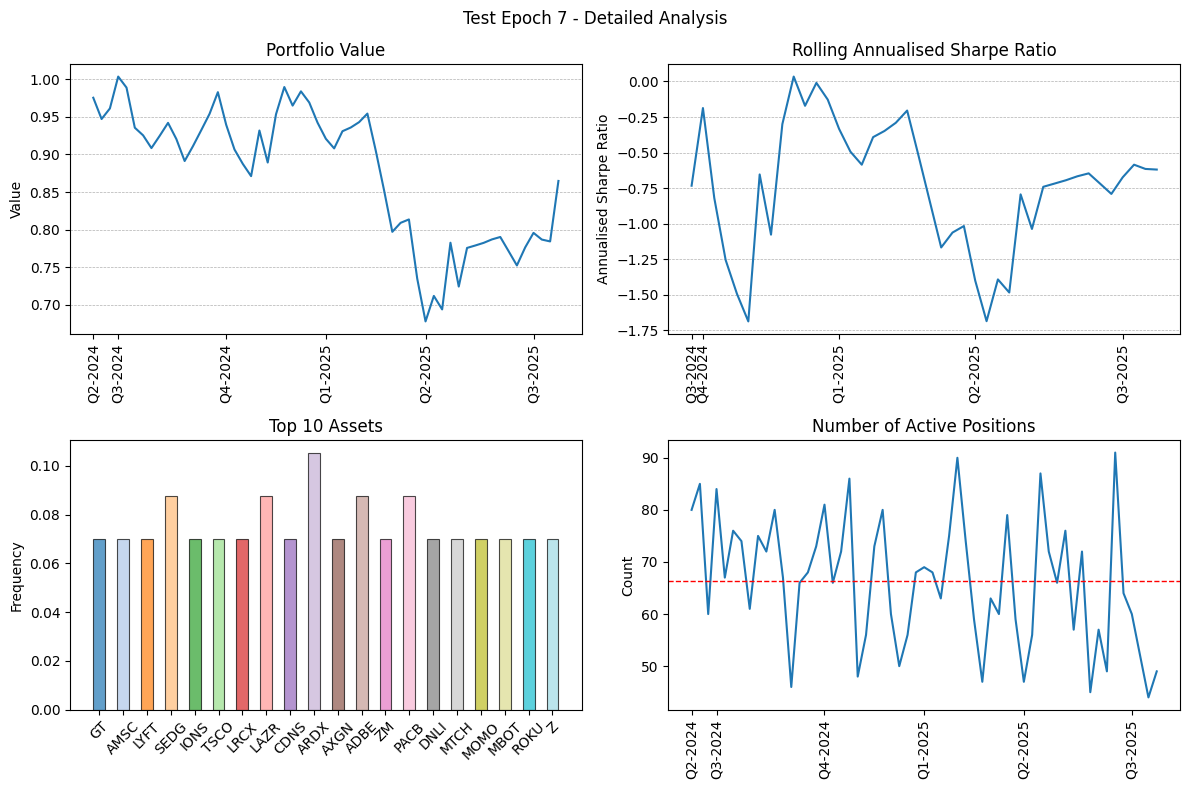 Test Epoch 7 - Detailed Analysis
Portfolio Value
Value
1.00
0.95
0.90
0.85
0.80
0.75
0.70
Q2-2024
Q3-2024
Q4-2024
Q1-2025
Q2-2025
Q3-2025
Rolling Annualised Sharpe Ratio
Annualised Sharpe Ratio
0.00
−0.25
−0.50
−0.75
−1.00
−1.25
−1.50
−1.75
Q3-2024
Q4-2024
Q1-2025
Q2-2025
Q3-2025
Top 10 Assets
Frequency
0.10
0.08
0.06
0.04
0.02
0.00
GT
AMSC
LYFT
SEDG
IONS
TSCO
LRCX
LAZR
CDNS
ARDX
AXGN
ADBE
ZM
PACB
DNLI
MTCH
MOMO
MBOT
ROKU
Z
Number of Active Positions
Count
90
80
70
60
50
Q2-2024
Q3-2024
Q4-2024
Q1-2025
Q2-2025
Q3-2025